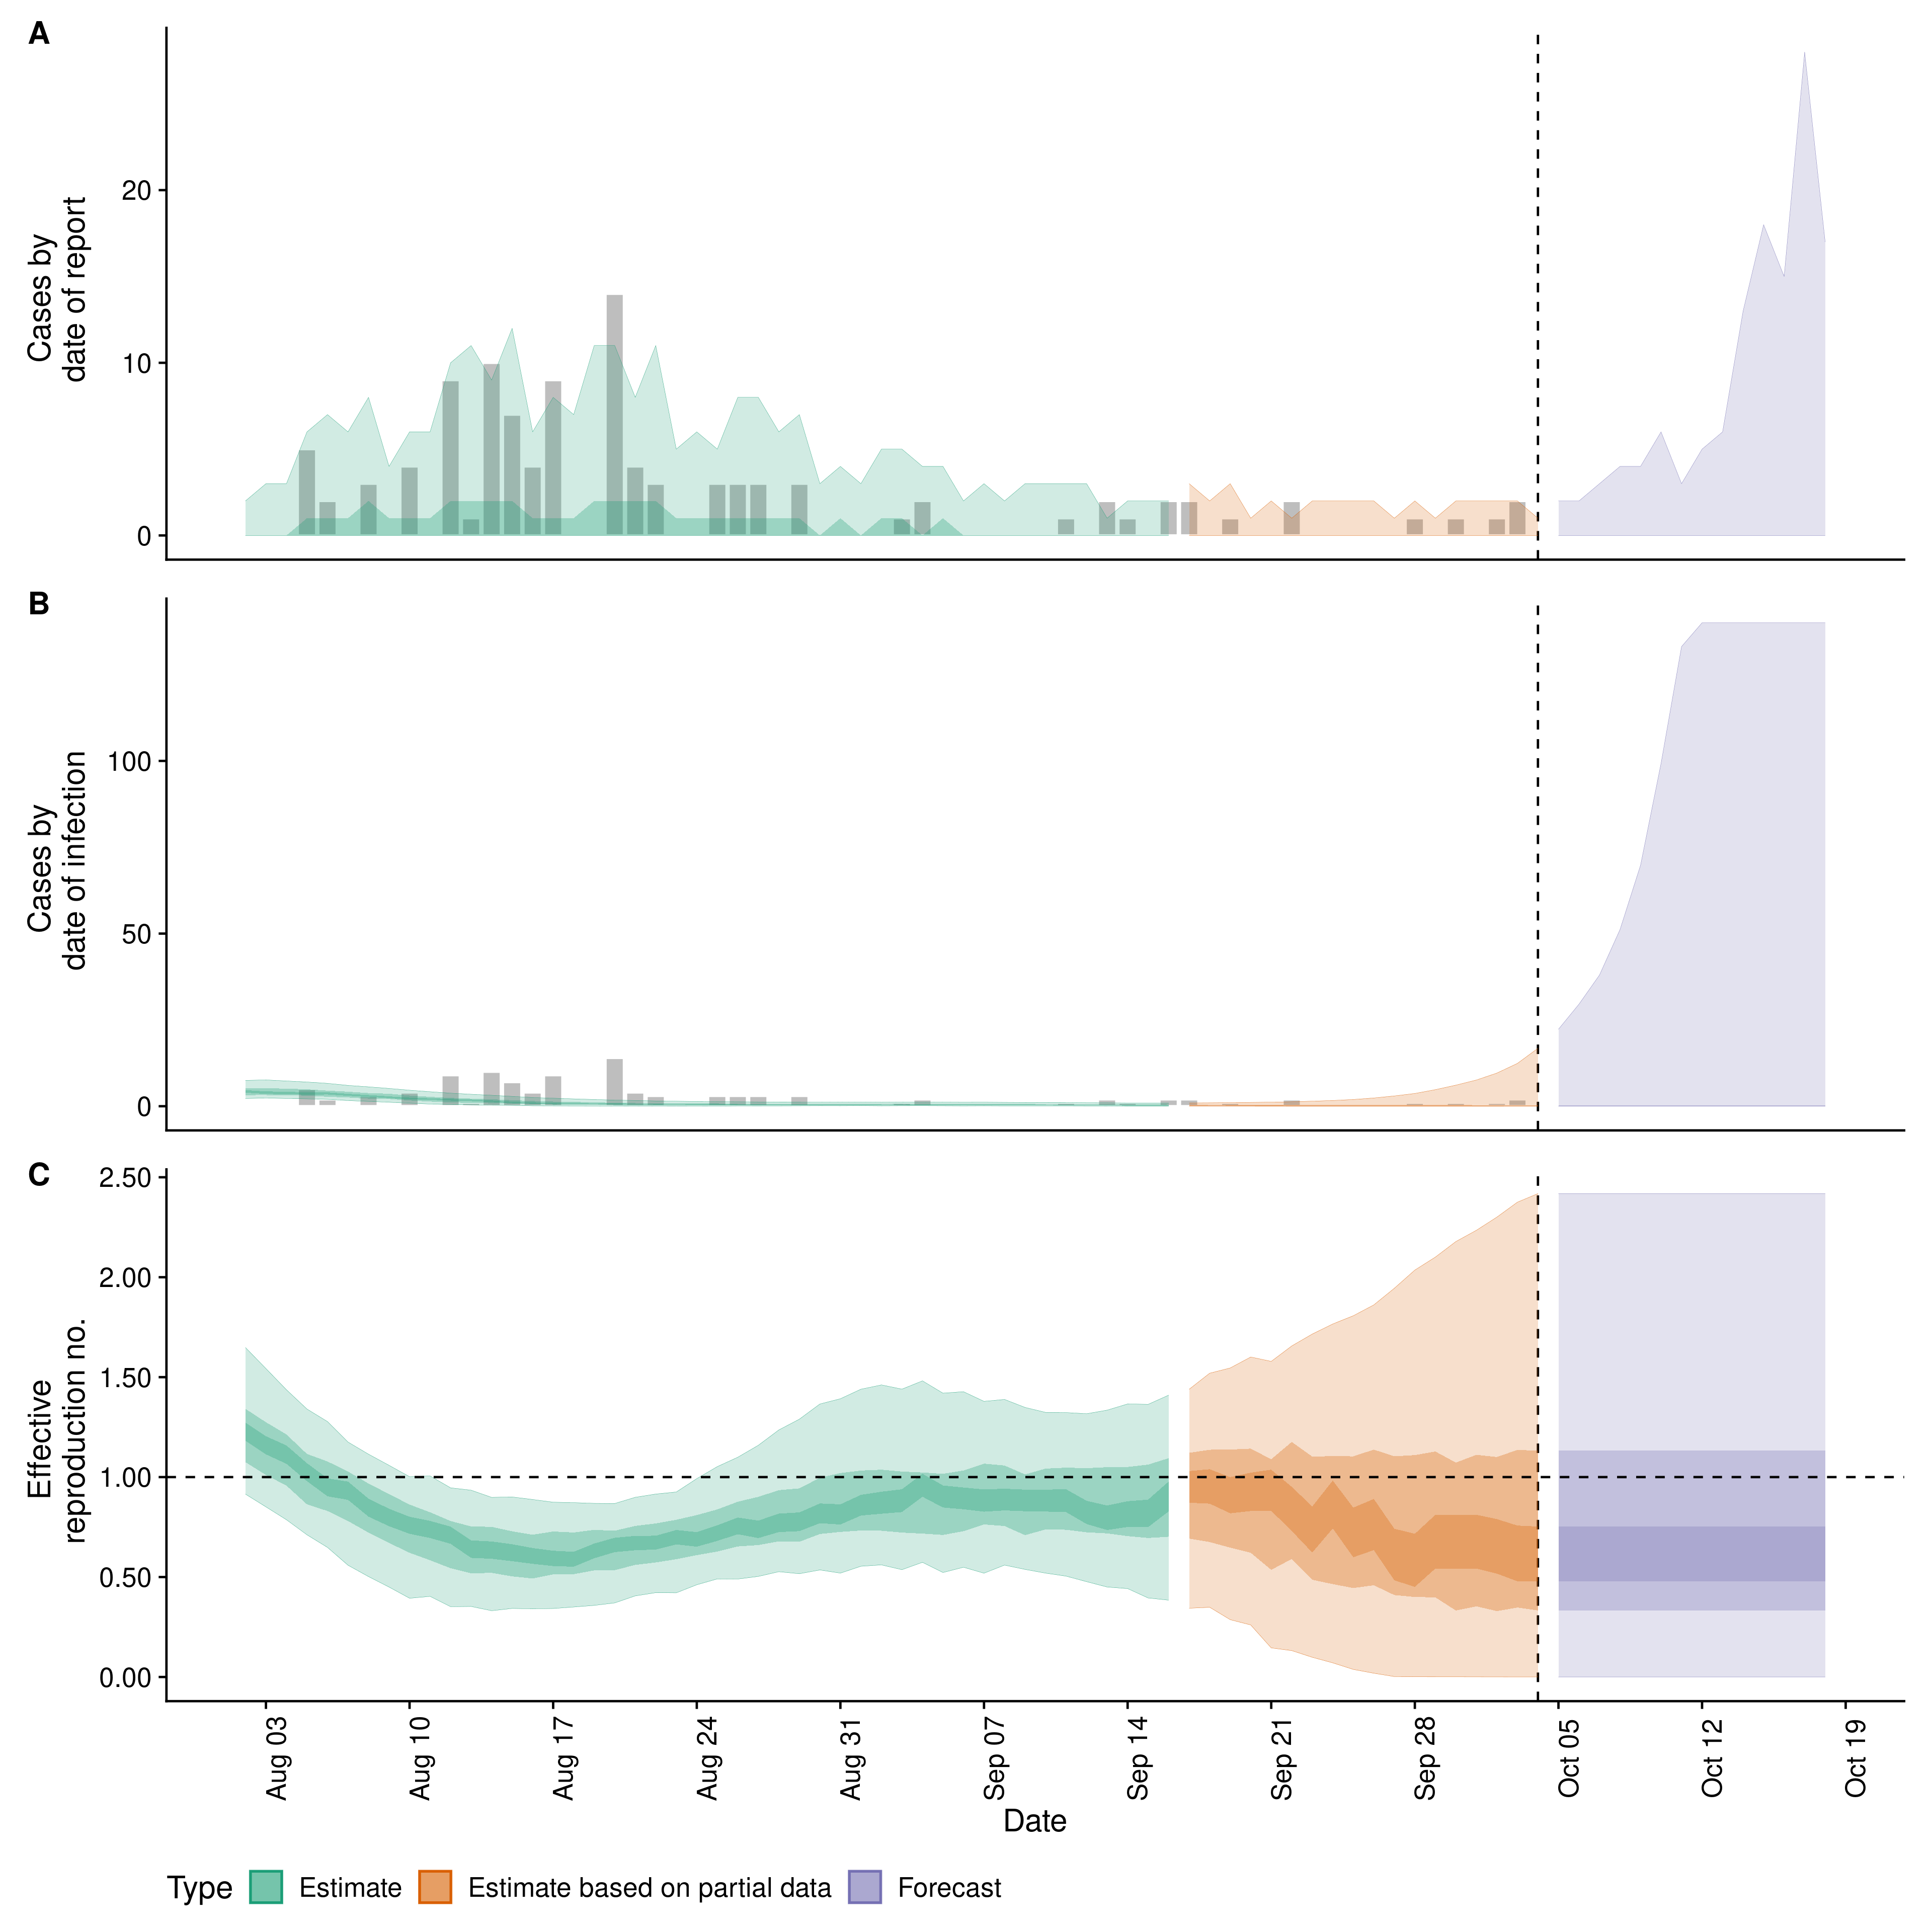 A
Cases by
date of report
20
10
0
B
Cases by
date of infection
100
50
0
C
Effective
reproduction no.
2.50
2.00
1.50
1.00
0.50
0.00
Aug 03
Aug 10
Aug 17
Aug 24
Aug 31
Sep 07
Sep 14
Sep 21
Sep 28
Oct 05
Oct 12
Oct 19
Date
Type Estimate Estimate based on partial data Forecast